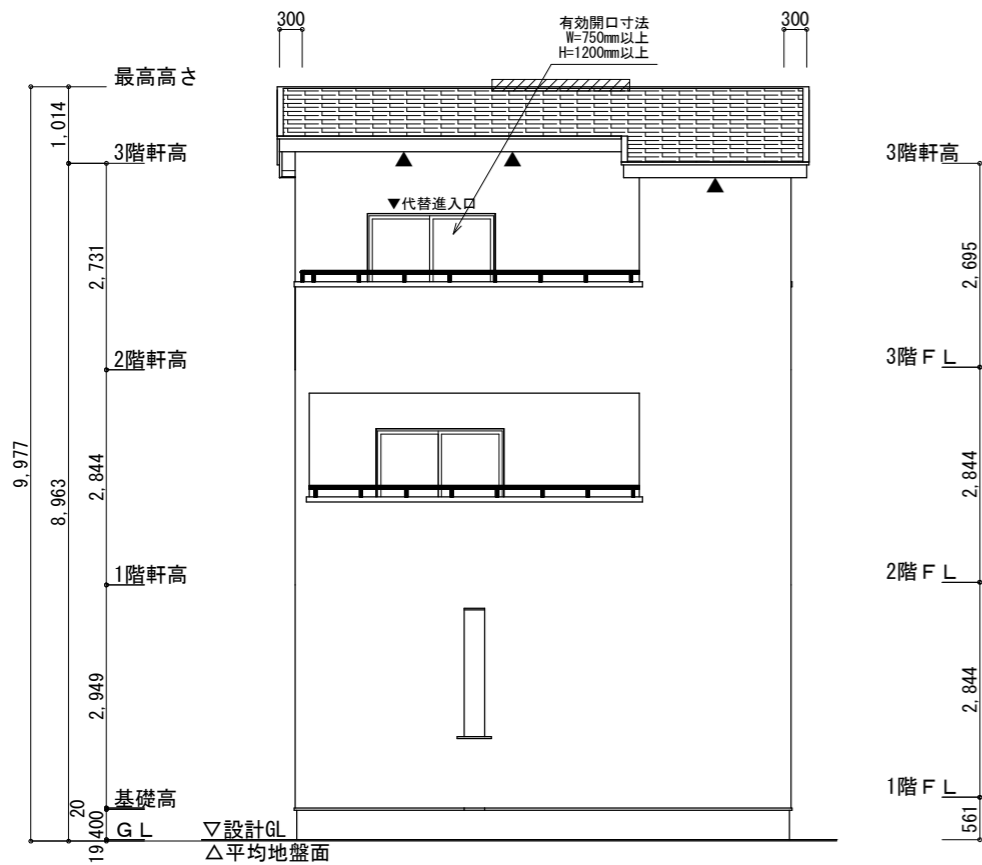 300
有効開口寸法
W=750mm以上
H=1200mm以上
300
最高高さ
1,014
3階軒高
3階軒高
▼代替進入口
2,731
2,695
2階軒高
3階ＦＬ
9,977
8,963
2,844
2,844
1階軒高
2階ＦＬ
2,949
2,844
基礎高
1階ＦＬ
20
400
561
ＧＬ
▽設計GL
19
△平均地盤面